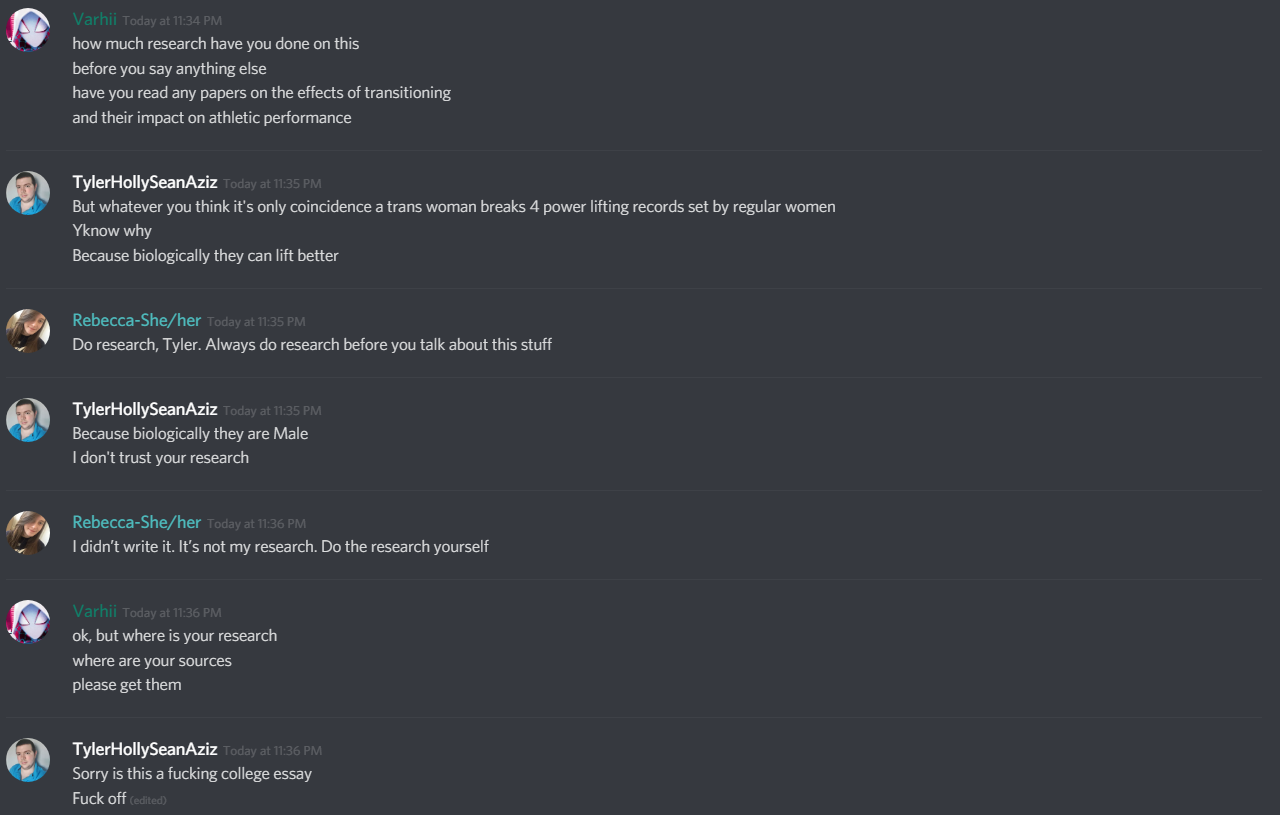 Varhii Today at 11:34 PM
how much research have you done on this
before you say anything else
have you read any papers on the effects of transitioning
and their impact on athletic performance
TylerHollySeanAziz Today at 11:35 PM
But whatever you think it's only coincidence a trans woman breaks 4 power lifting records set by regular women
Yknow why
Because biologically they can lift better
Rebecca-She/her Today at 11:35 PM
Do research, Tyler. Always do research before you talk about this stuff
TylerHollySeanAziz Today at 11:35 PM
Because biologically they are Male
I don't trust your research
Rebecca-She/her Today at 11:36 PM
I didn’t write it. It’s not my research. Do the research yourself
Varhii Today at 11:36 PM
ok, but where is your research
where are your sources
please get them
TylerHollySeanAziz Today at 11:36 PM
Sorry is this a fucking college essay
Fuck off (edited)